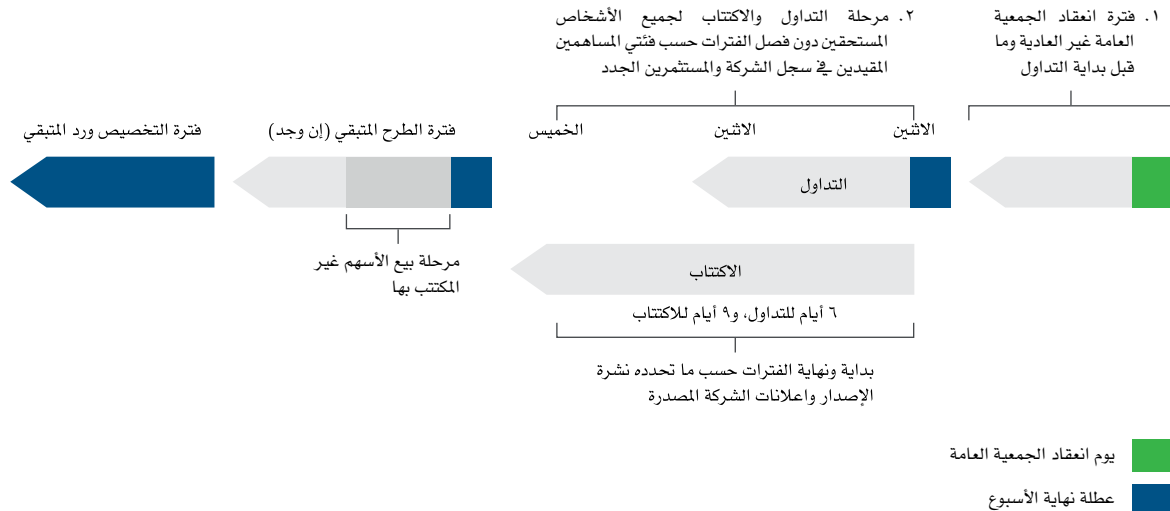 ١. فترة انعقاد الجمعية
العامة غير العادية وما
قبل بداية التداول
٢. مرحلة التداول والاكتتاب لجميع الأشخاص
المستحقين دون فصل الفترات حسب فئتي المساهمين
المقيدين في سجل الشركة والمستثمرين الجدد
الاثنين
الاثنين
الخميس
فترة الطرح المتبقي (إن وجد)
فترة التخصيص ورد المتبقي
التداول
الاكتتاب
مرحلة بيع الأسهم غير
المكتتب بها
٦ أيام للتداول، و٩ أيام للاكتتاب
بداية ونهاية الفترات حسب ما تحدده نشرة
الإصدار واعلانات الشركة المصدرة
يوم انعقاد الجمعية العامة
عطلة نهاية الأسبوع